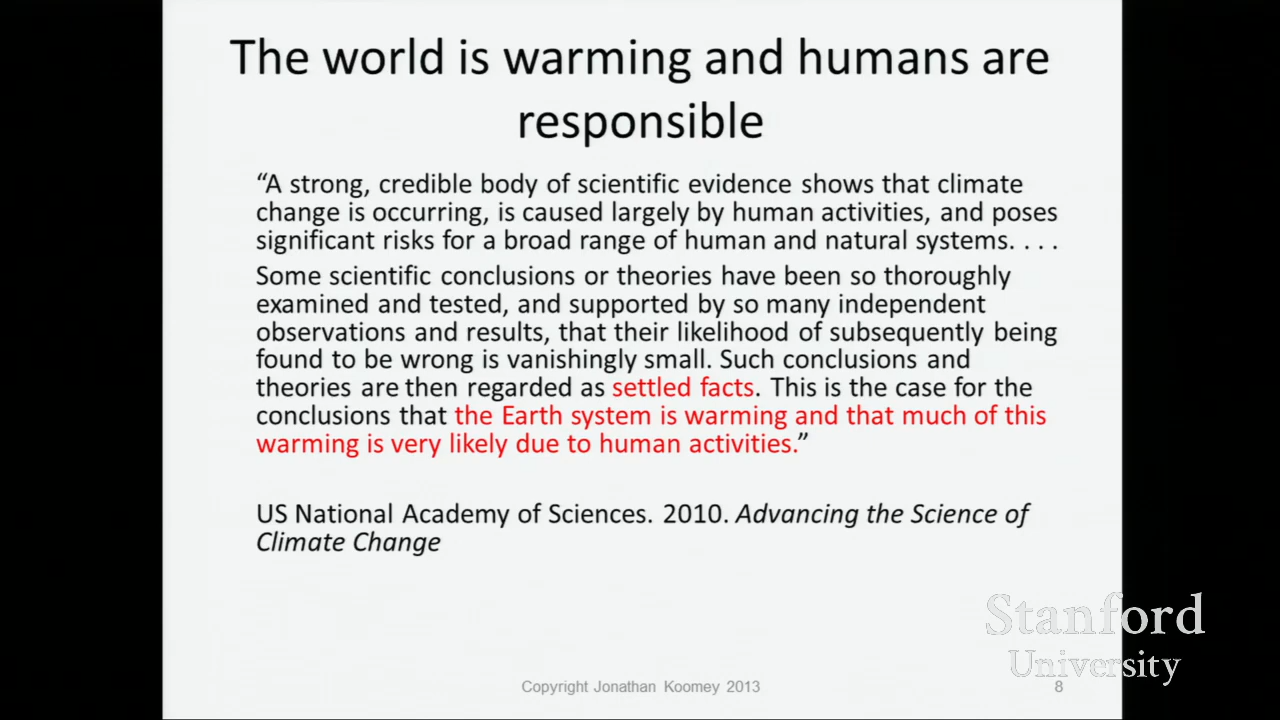 The world is warming and humans are
responsible
“A strong, credible body of scientific evidence shows that climate
change is occurring, is caused largely by human activities, and poses
significant risks for a broad range of human and natural systems. . . .
Some scientific conclusions or theories have been so thoroughly
examined and tested, and supported by so many independent
observations and results, that their likelihood of subsequently being
found to be wrong is vanishingly small. Such conclusions and
theories are then regarded as settled facts. This is the case for the
conclusions that the Earth system is warming and that much of this
warming is very likely due to human activities.”
US National Academy of Sciences. 2010. Advancing the Science of
Climate Change
Stanford
University
Copyright Jonathan Koomey 2013
8